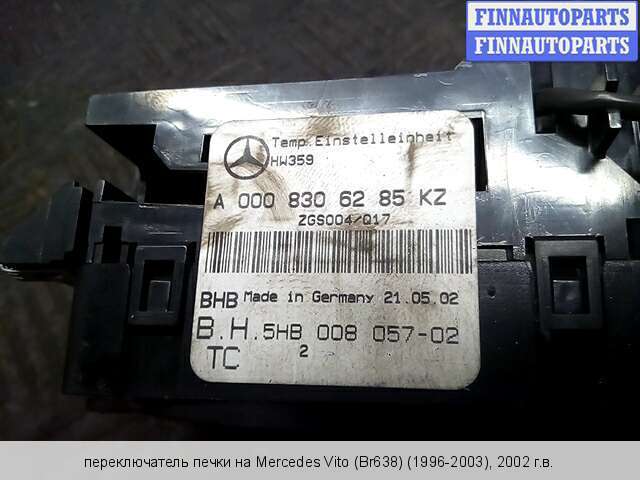 FINNAUTOPARTS
FINNAUTOPARTS
Temp.Einstelleinheit
HW359
A 000 830 62 85 KZ
ZGS004/Q17
BHB Made in Germany 21.05.02
B.H.5HB 008 057-02
TC 2
переключатель печки на Mercedes Vito (Br638) (1996-2003), 2002 г.в.